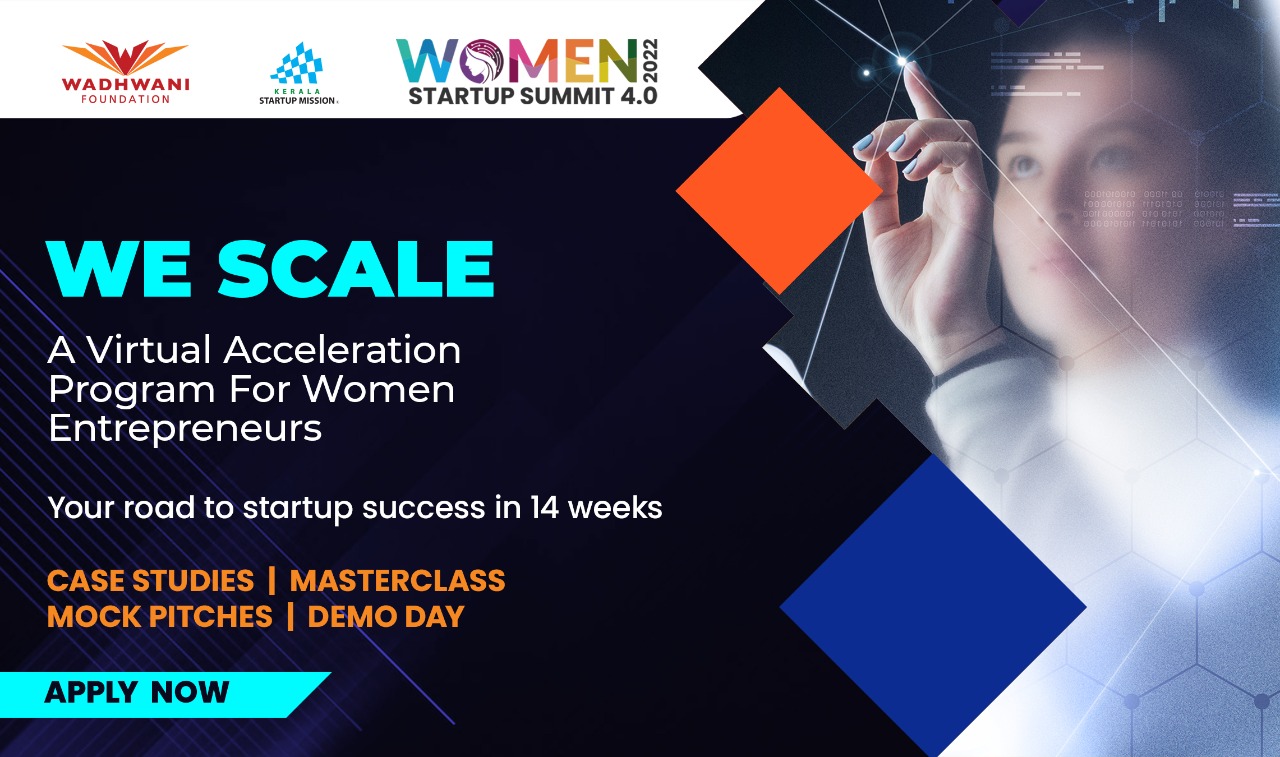 WADHWANI
FOUNDATION
KERALA
STARTUP MISSION
WOMEN 2022
STARTUP SUMMIT 4.0
WE SCALE
A Virtual Acceleration
Program For Women
Entrepreneurs
Your road to startup success in 14 weeks
CASE STUDIES | MASTERCLASS
MOCK PITCHES | DEMO DAY
APPLY NOW